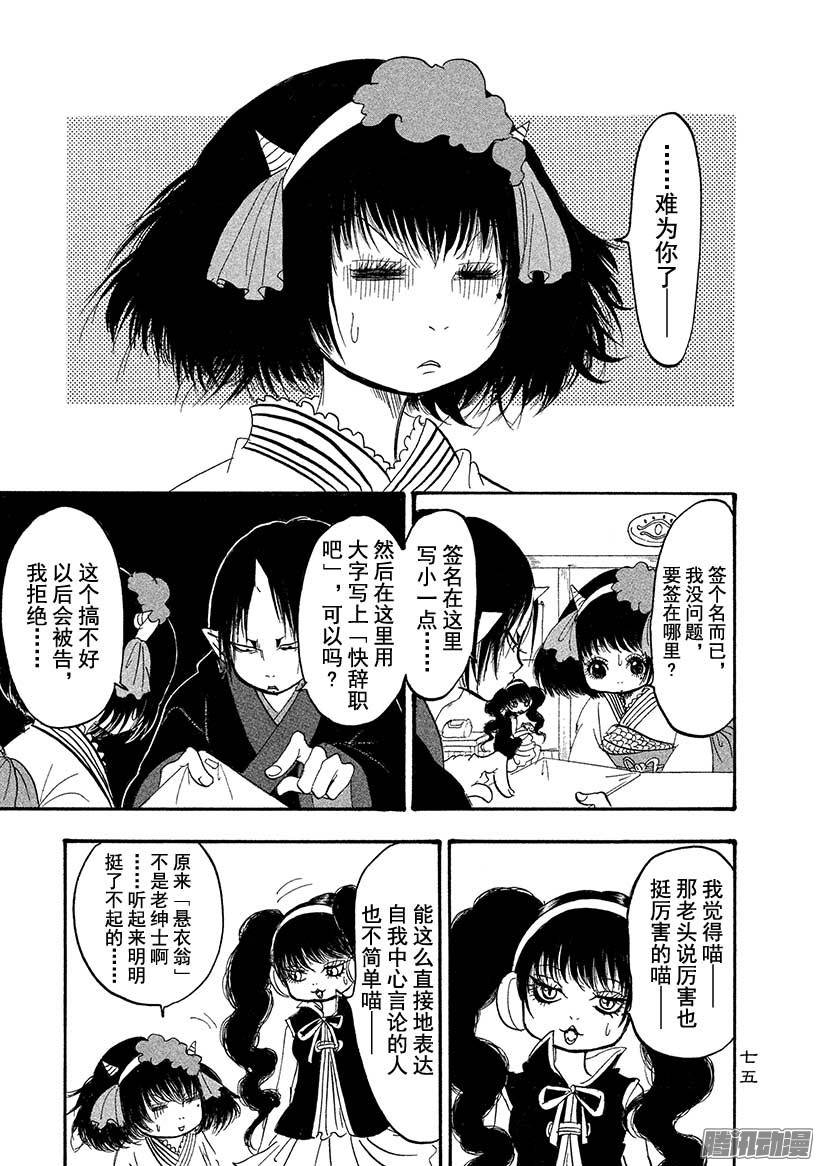 ……难为你了——
签个名而已，
我没问题，
要签在哪里？
签名在这里
写小一点……
然后在这里用
大字写上「快辞职
吧」，可以吗？
这个搞不好
以后会被告，
我拒绝……
我觉得喵——
那老头说厉害也
挺厉害的喵——
能这么直接地表达
自我中心言论的人
也不简单喵——
原来「悬衣翁」
不是老绅士啊
……听起来明明
挺了不起的……
七五
腾讯动漫